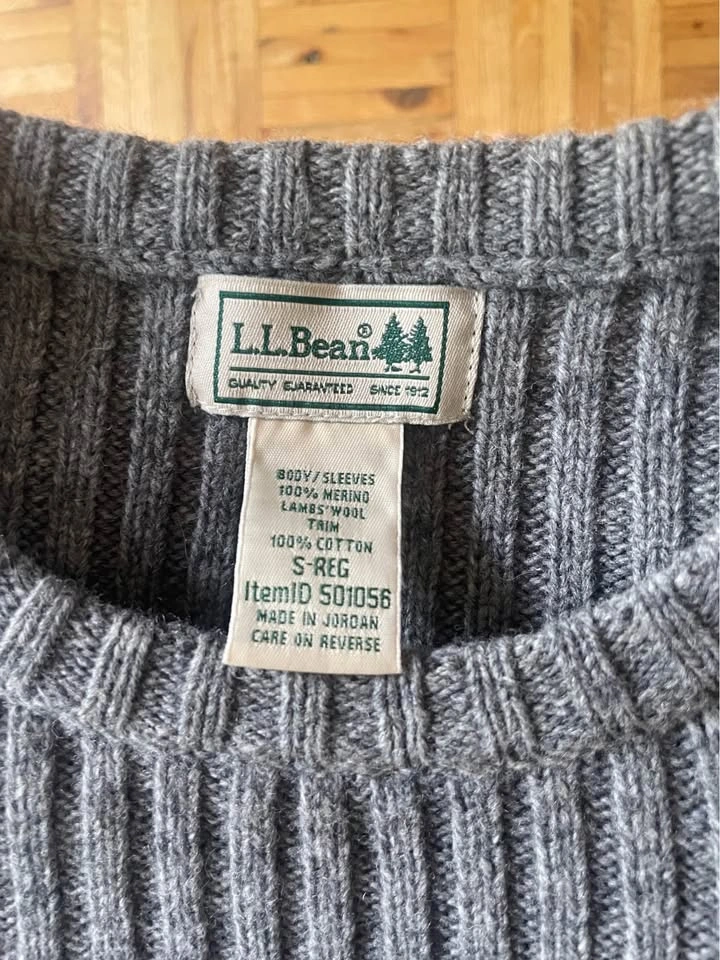 L.L.Bean®
QUALITY GUARANTEED SINCE 1912
BODY/SLEEVES
100% MERINO
LAMBS' WOOL
TRIM
100% COTTON
S-REG
ItemID 501056
MADE IN JORDAN
CARE ON REVERSE